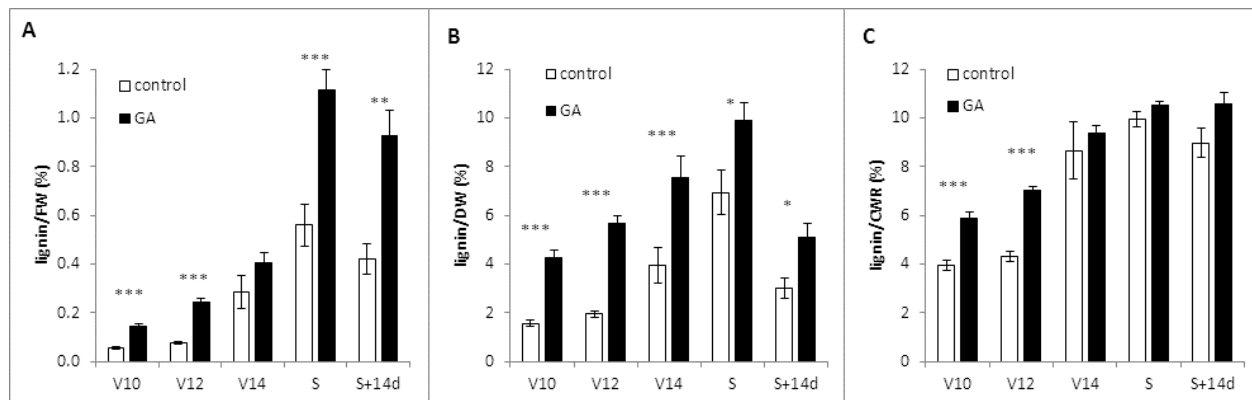 A
lignin/FW (%)
1.2
1.0
0.8
0.6
0.4
0.2
0.0
control
GA
***
***
***
**
V10 V12 V14 S S+14d
B
lignin/DW (%)
12
10
8
6
4
2
0
control
GA
***
***
***
*
*
V10 V12 V14 S S+14d
C
lignin/CWR (%)
12
10
8
6
4
2
0
control
GA
***
***
V10 V12 V14 S S+14d